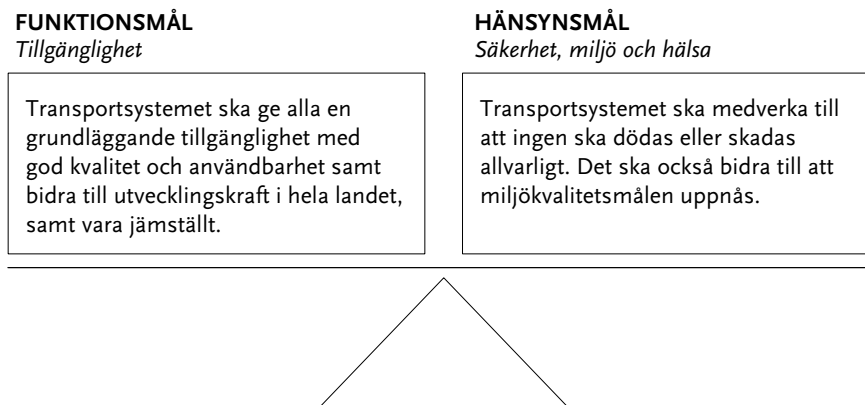 FUNKTIONSMÅL
Tillgänglighet
Transportsystemet ska ge alla en
grundläggande tillgänglighet med
god kvalitet och användbarhet samt
bidra till utvecklingskraft i hela landet,
samt vara jämställt.
HÄNSYNSMÅL
Säkerhet, miljö och hälsa
Transportsystemet ska medverka till
att ingen ska dödas eller skadas
allvarligt. Det ska också bidra till att
miljökvalitetsmålen uppnås.